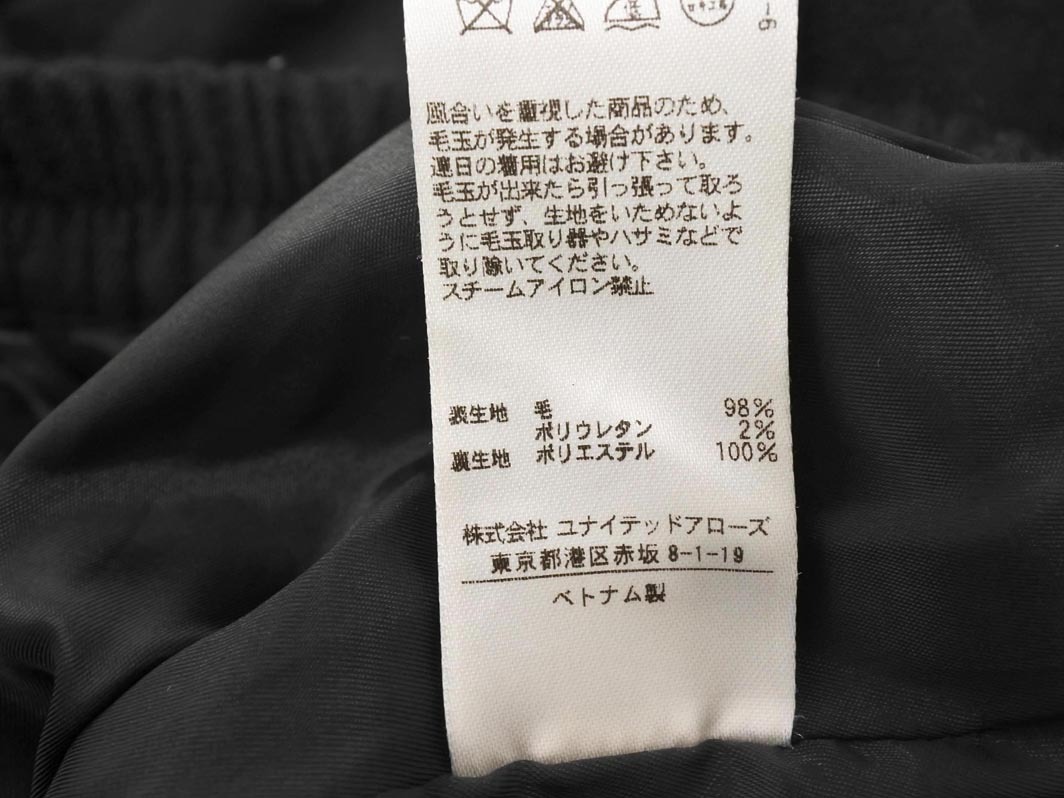 低
セキユ系
風合いを重視した商品のため、
毛玉が発生する場合があります。
連日の着用はお避け下さい。
毛玉が出来たら引っ張って取ろ
うとせず、生地をいためないよ
うに毛玉取り器やハサミなどで
取り除いてください。
スチームアイロン禁止
表生地 毛 98%
ポリウレタン 2%
裏生地 ポリエステル 100%
株式会社 ユナイテッドアローズ
東京都港区赤坂 8-1-19
ベトナム製